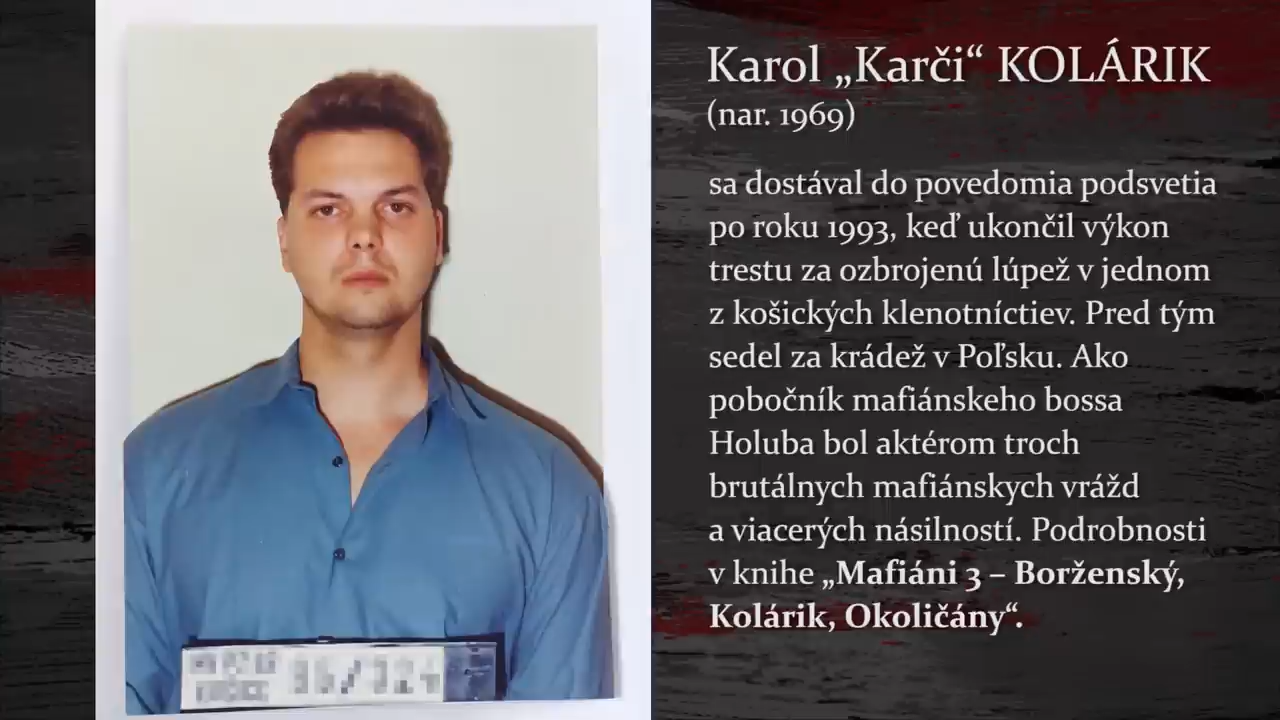 Karol „Karči“ KOLÁRIK
(nar. 1969)
sa dostával do povedomia podsvetia
po roku 1993, keď ukončil výkon
trestu za ozbrojenú lúpež v jednom
z košických klenotníctiev. Pred tým
sedel za krádež v Poľsku. Ako
pobočník mafiánskeho bossa
Holuba bol aktérom troch
brutálnych mafiánskych vrážd
a viacerých násilností. Podrobnosti
v knihe „Mafiáni 3 – Borženský,
Kolárik, Okoličány“.